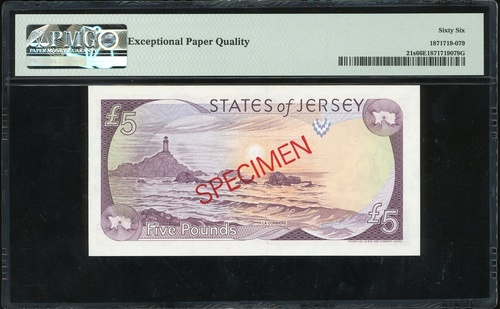 PMG
PAPER MONEY GUARANTY
Exceptional Paper Quality
Sixty Six
1871719-079
21s66E1871719079G
STATES of JERSEY
£5
SPECIMEN
£5
Five Pounds